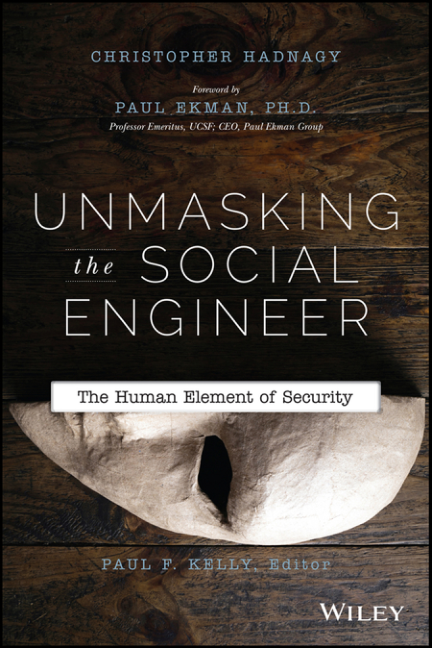 CHRISTOPHER HADNAGY
Foreword by
PAUL EKMAN, PH.D.
Professor Emeritus, UCSF; CEO, Paul Ekman Group
UNMASKING
the SOCIAL
ENGINEER
The Human Element of Security
PAUL F. KELLY, Editor
WILEY